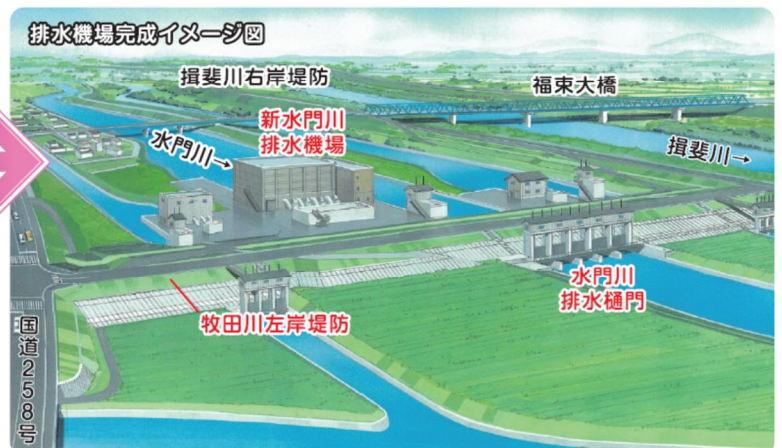 排水機場完成イメージ図
揖斐川右岸堤防
福束大橋
新水門川
排水機場
水門川→
揖斐川→
水門川
排水樋門
牧田川左岸堤防
国道258号